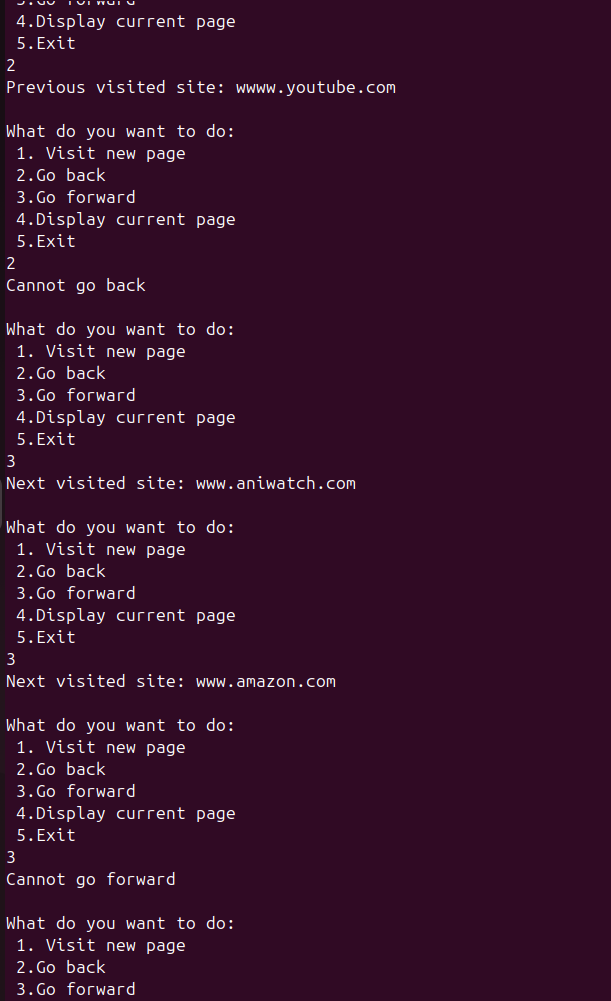 3.Go forward
4.Display current page
5.Exit
2
Previous visited site: wwww.youtube.com
What do you want to do:
1. Visit new page
2.Go back
3.Go forward
4.Display current page
5.Exit
2
Cannot go back
What do you want to do:
1. Visit new page
2.Go back
3.Go forward
4.Display current page
5.Exit
3
Next visited site: www.aniwatch.com
What do you want to do:
1. Visit new page
2.Go back
3.Go forward
4.Display current page
5.Exit
3
Next visited site: www.amazon.com
What do you want to do:
1. Visit new page
2.Go back
3.Go forward
4.Display current page
5.Exit
3
Cannot go forward
What do you want to do:
1. Visit new page
2.Go back
3.Go forward